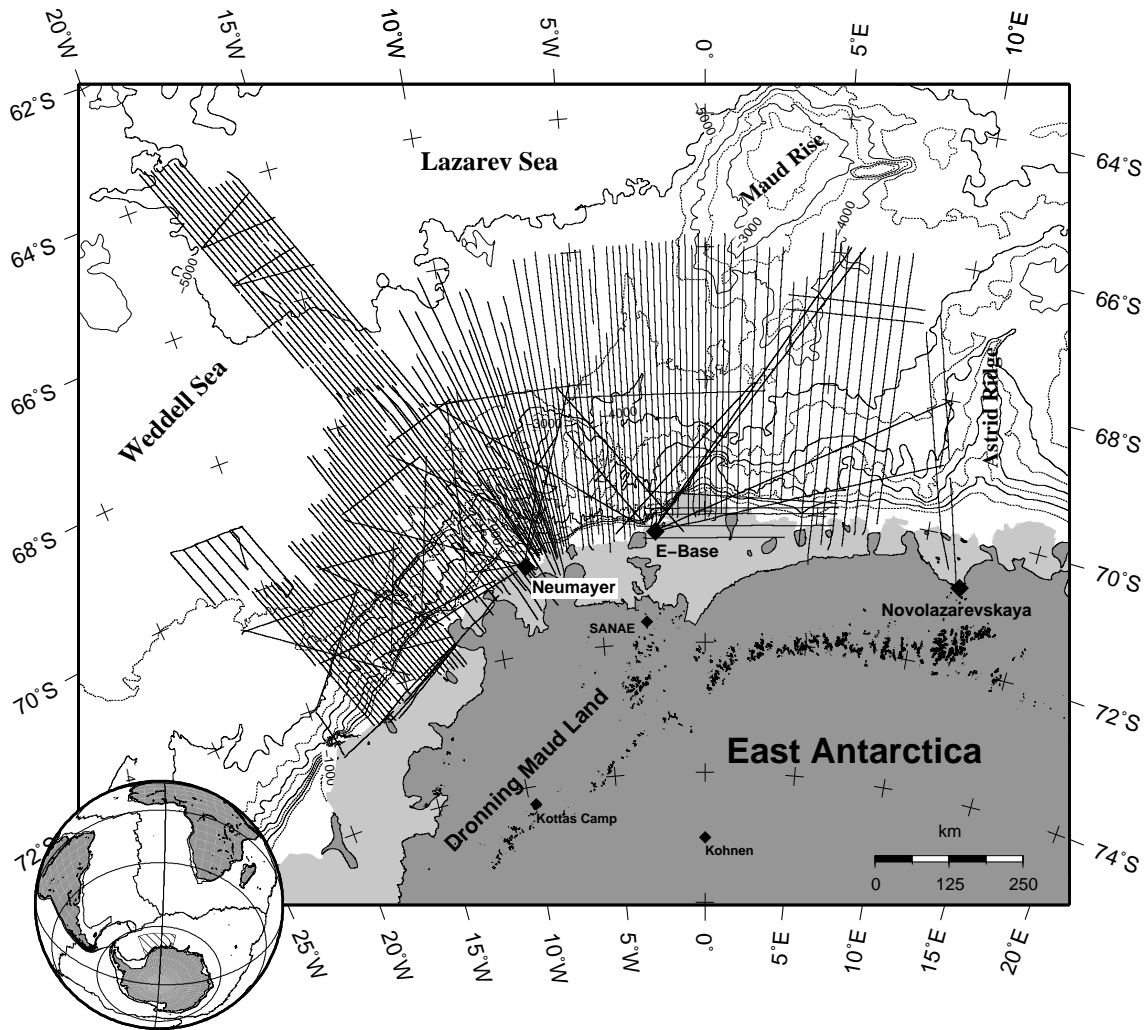 20˚W
15˚W
10˚W
5˚W
0˚
5˚E
10˚E
62˚S
64˚S
66˚S
68˚S
70˚S
72˚S
64˚S
66˚S
68˚S
70˚S
72˚S
74˚S
25˚W
20˚W
15˚W
10˚W
5˚W
0˚
5˚E
10˚E
15˚E
20˚E
Lazarev Sea
Maud Rise
Weddell Sea
Astrid Ridge
−5000
−5000
−3000
−4000
−3000
−4000
−1000
E−Base
Neumayer
Novolazarevskaya
SANAE
Dronning Maud Land
East Antarctica
Kottas Camp
Kohnen
km
0 125 250